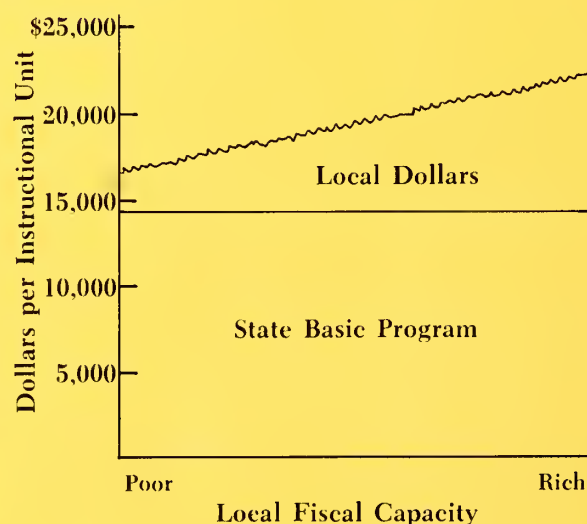 Dollars per Instructional Unit
$25,000
20,000
15,000
10,000
5,000
Local Dollars
State Basic Program
Poor
Rich
Local Fiscal Capacity